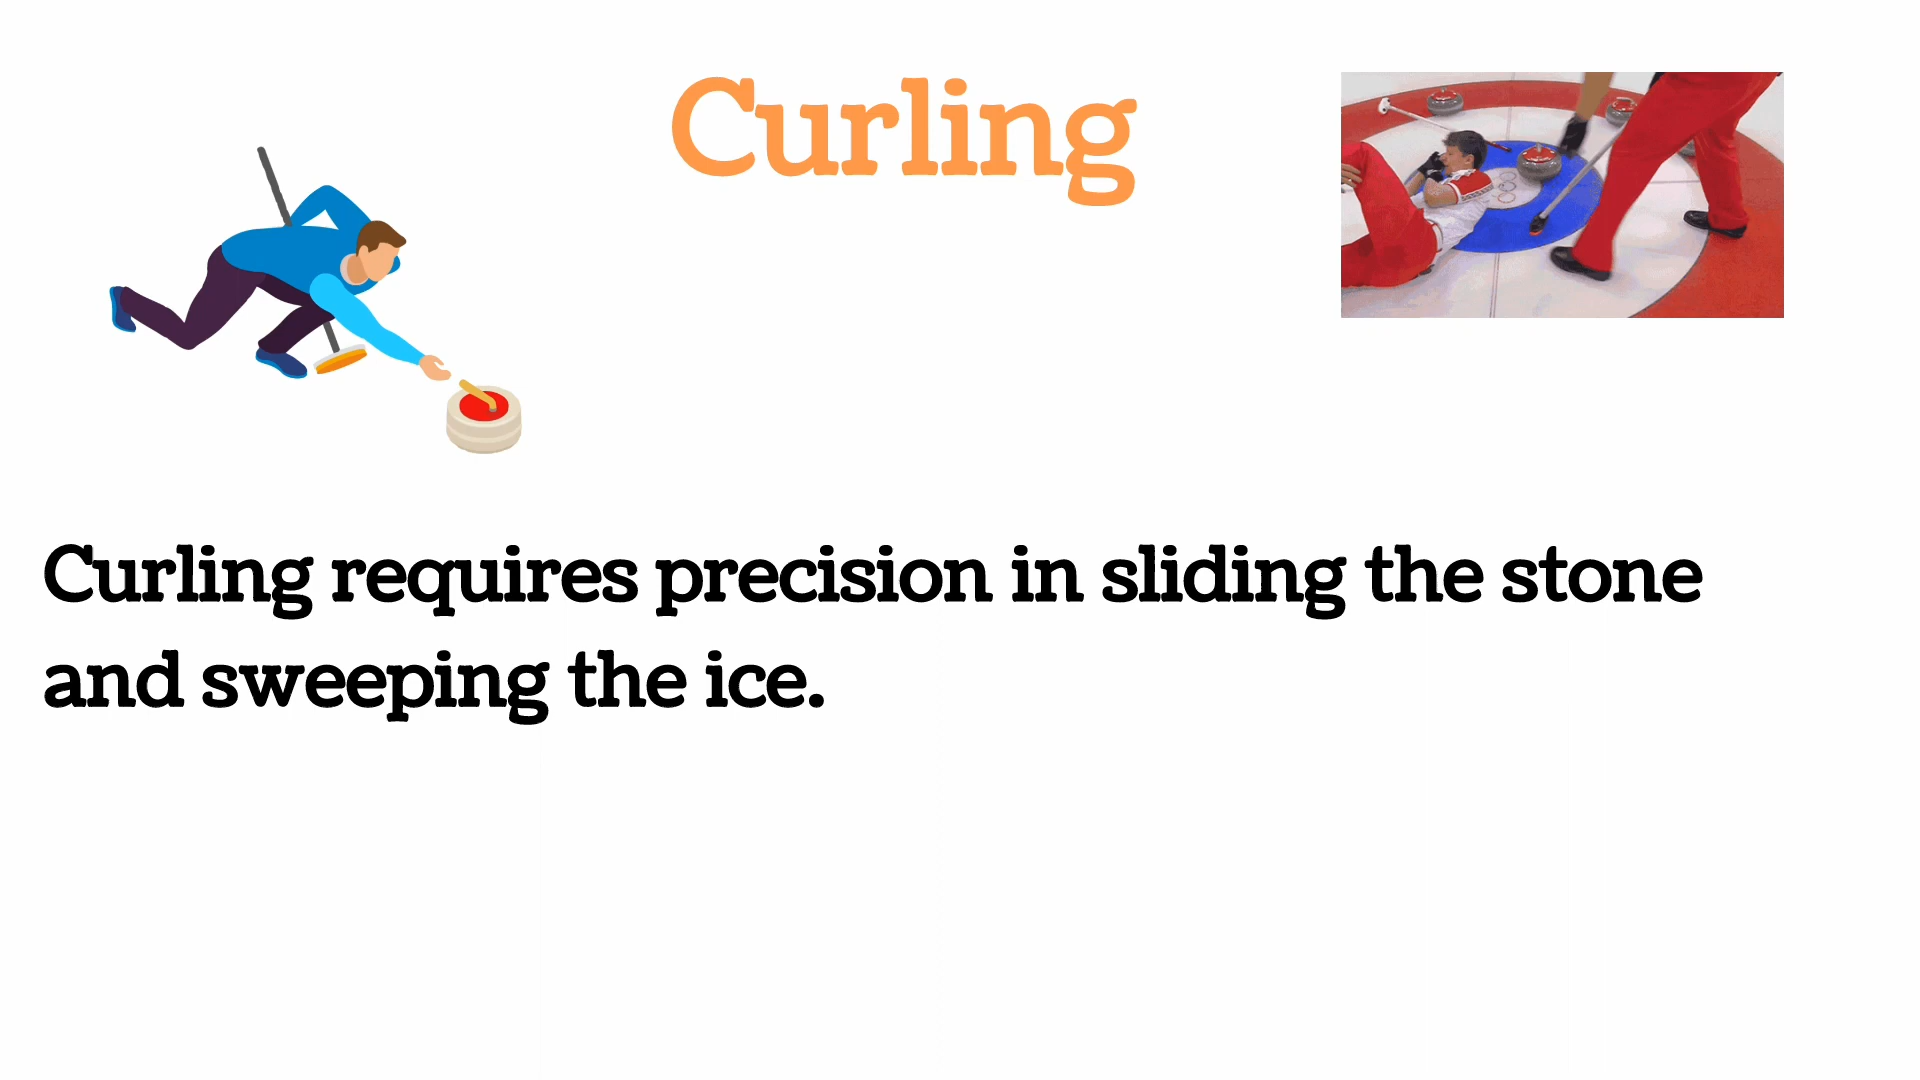 Curling
Curling requires precision in sliding the stone
and sweeping the ice.